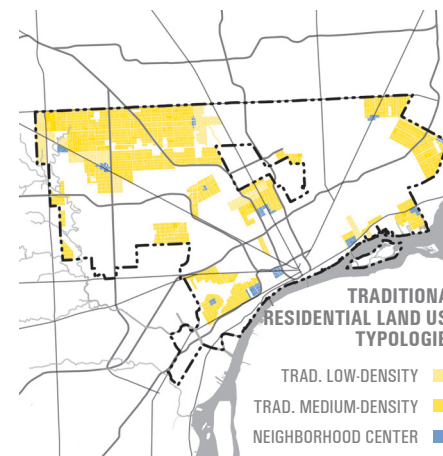 TRADITIONA
RESIDENTIAL LAND US
TYPOLOGIE
TRAD. LOW-DENSITY
TRAD. MEDIUM-DENSITY
NEIGHBORHOOD CENTER